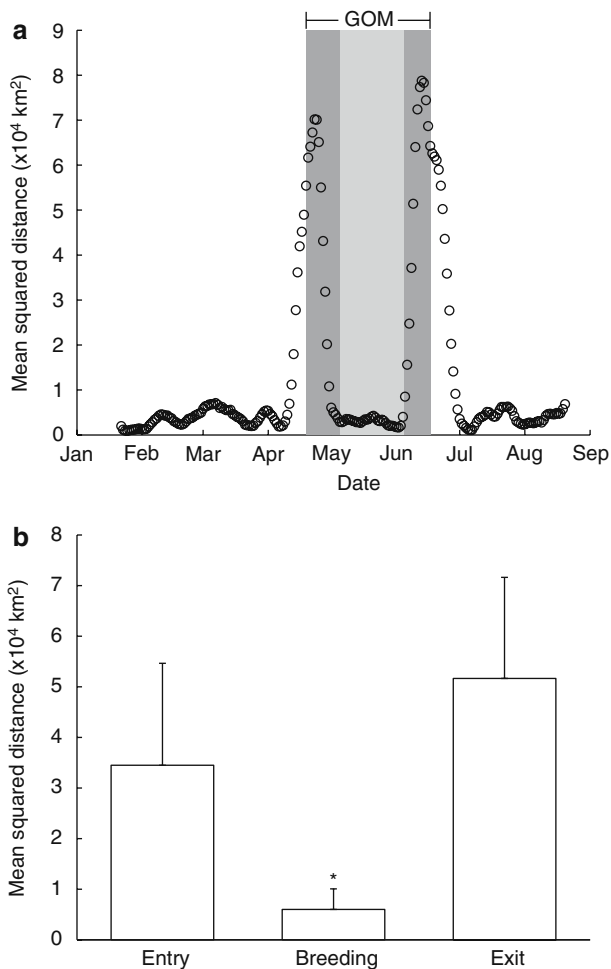 a
GOM
Mean squared distance (x10⁴ km²)
9
8
7
6
5
4
3
2
1
0
Jan Feb Mar Apr May Jun Jul Aug Sep
Date
b
Mean squared distance (x10⁴ km²)
8
7
6
5
4
3
2
1
0
*
Entry Breeding Exit